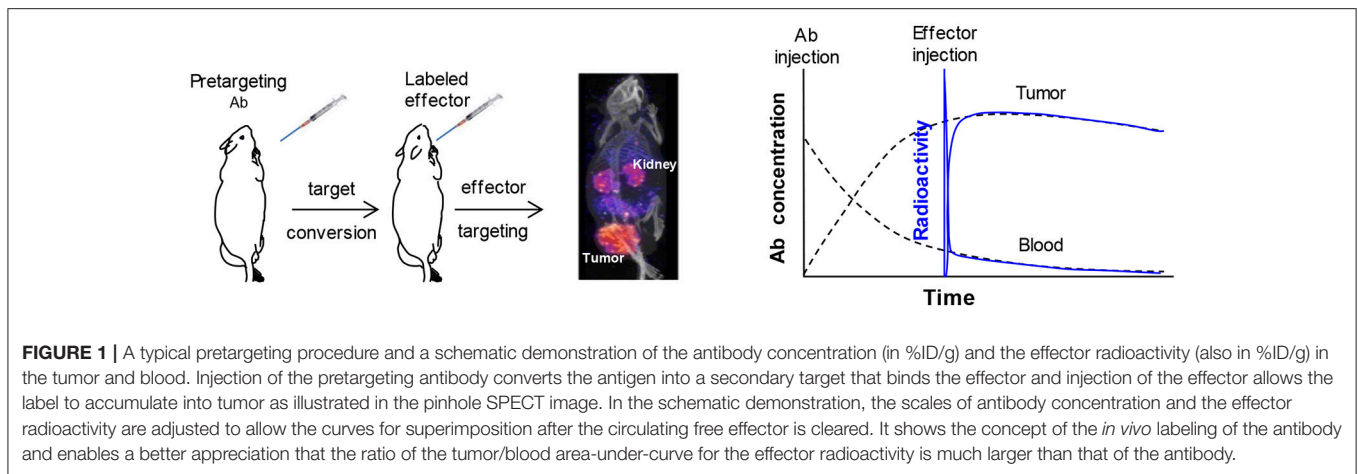 Pretargeting
Ab
target
conversion
Labeled
effector
effector
targeting
Kidney
Tumor
Ab
injection
Effector
injection
Ab concentration
Radioactivity
Tumor
Blood
Time
FIGURE 1 | A typical pretargeting procedure and a schematic demonstration of the antibody concentration (in %ID/g) and the effector radioactivity (also in %ID/g) in
the tumor and blood. Injection of the pretargeting antibody converts the antigen into a secondary target that binds the effector and injection of the effector allows the
label to accumulate into tumor as illustrated in the pinhole SPECT image. In the schematic demonstration, the scales of antibody concentration and the effector
radioactivity are adjusted to allow the curves for superimposition after the circulating free effector is cleared. It shows the concept of the in vivo labeling of the antibody
and enables a better appreciation that the ratio of the tumor/blood area-under-curve for the effector radioactivity is much larger than that of the antibody.